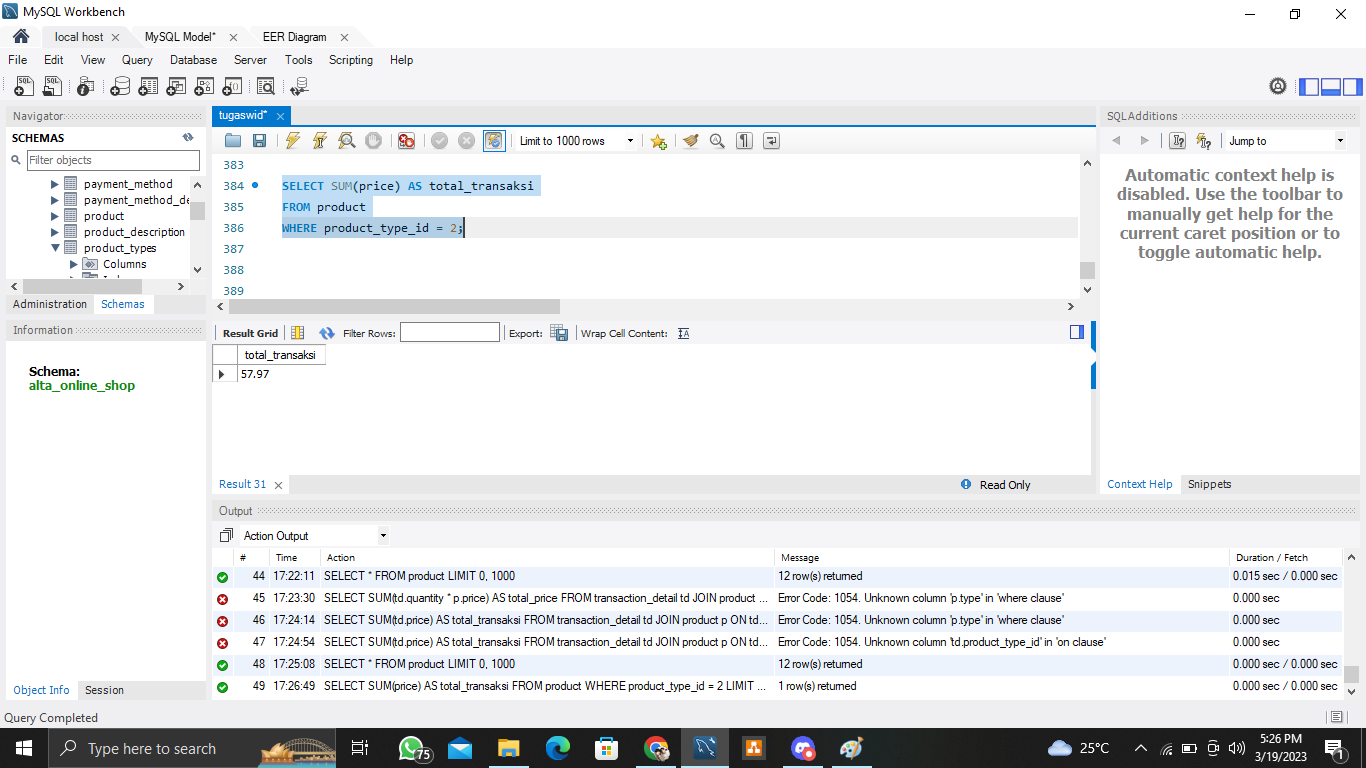 MySQL Workbench
local host
MySQL Model*
EER Diagram
File Edit View Query Database Server Tools Scripting Help
Navigator
SCHEMAS
Filter objects
payment_method
payment_method_de
product
product_description
product_types
Columns
Administration Schemas
Information
Schema:
alta_online_shop
Object Info Session
tugaswid*
Limit to 1000 rows
383
384 SELECT SUM(price) AS total_transaksi
385 FROM product
386 WHERE product_type_id = 2;
387
388
389
Result Grid Filter Rows: Export: Wrap Cell Content:
total_transaksi
57.97
Result 31
Read Only
SQLAdditions
Jump to
Automatic context help is
disabled. Use the toolbar to
manually get help for the
current caret position or to
toggle automatic help.
Context Help Snippets
Output
Action Output
# Time Action Message Duration / Fetch
44 17:22:11 SELECT * FROM product LIMIT 0, 1000 12 row(s) returned 0.015 sec / 0.000 sec
45 17:23:30 SELECT SUM(td.quantity * p.price) AS total_price FROM transaction_detail td JOIN product ... Error Code: 1054. Unknown column 'p.type' in 'where clause' 0.000 sec
46 17:24:14 SELECT SUM(td.price) AS total_transaksi FROM transaction_detail td JOIN product p ON td... Error Code: 1054. Unknown column 'p.type' in 'where clause' 0.000 sec
47 17:24:54 SELECT SUM(td.price) AS total_transaksi FROM transaction_detail td JOIN product p ON td... Error Code: 1054. Unknown column 'td.product_type_id' in 'on clause' 0.000 sec
48 17:25:08 SELECT * FROM product LIMIT 0, 1000 12 row(s) returned 0.000 sec / 0.000 sec
49 17:26:49 SELECT SUM(price) AS total_transaksi FROM product WHERE product_type_id = 2 LIMIT ... 1 row(s) returned 0.000 sec / 0.000 sec
Query Completed
Type here to search
75
25°C
5:26 PM
3/19/2023
1